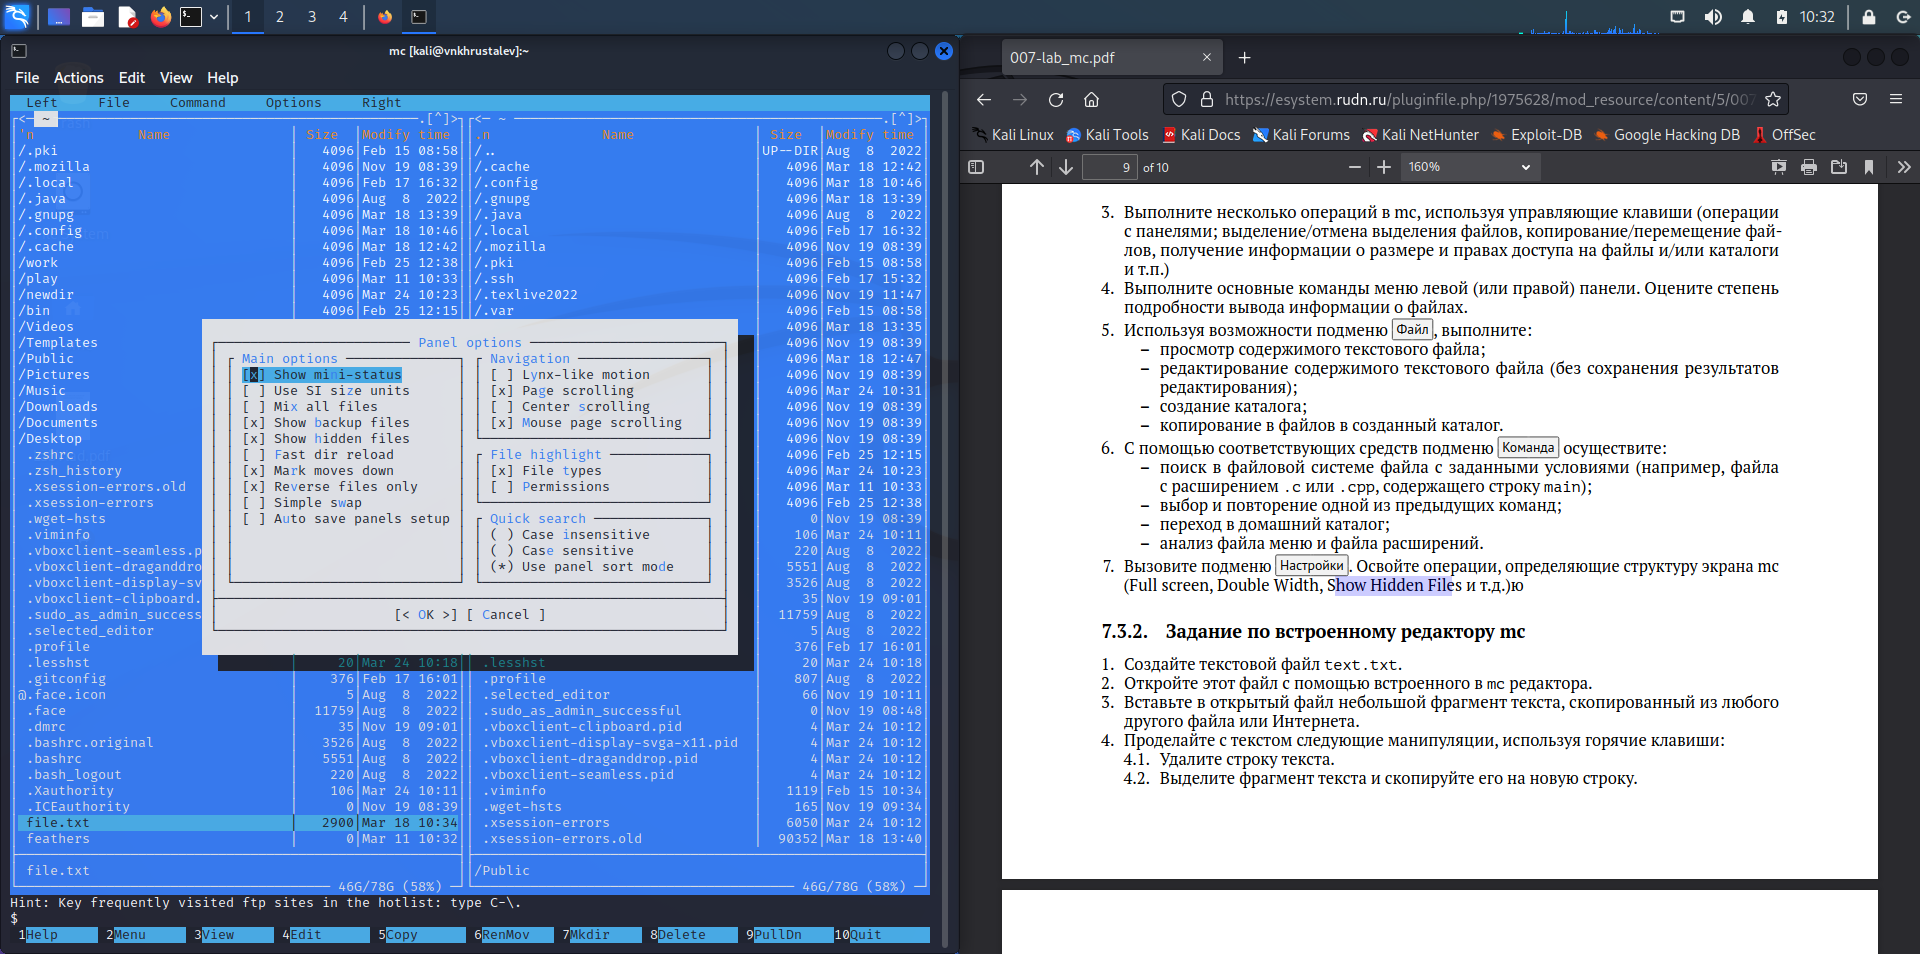 1 2 3 4
10:32
mc [kali@vnkhrustalev]:~
File Actions Edit View Help
Left File Command Options Right
<─ ~ .[^]>
'n Name Size Modify time
/.pki 4096 Feb 15 08:58
/.mozilla 4096 Nov 19 08:39
/.local 4096 Feb 17 16:32
/.java 4096 Aug 8 2022
/.gnupg 4096 Mar 18 13:39
/.config 4096 Mar 18 10:46
/.cache 4096 Mar 18 12:42
/work 4096 Feb 25 12:38
/play 4096 Mar 11 10:33
/newdir 4096 Mar 24 10:23
/bin 4096 Feb 25 12:15
/Videos
/Templates
/Public
/Pictures
/Music
/Downloads
/Documents
/Desktop
.zshrc
.zsh_history
.xsession-errors.old
.xsession-errors
.wget-hsts
.viminfo
.vboxclient-seamless.p
.vboxclient-draganddro
.vboxclient-display-sv
.vboxclient-clipboard.
.sudo_as_admin_success
.selected_editor
.profile
.lesshst 20 Mar 24 10:18
.gitconfig 376 Feb 17 16:01
@.face.icon 5 Aug 8 2022
.face 11759 Aug 8 2022
.dmrc 35 Nov 19 09:01
.bashrc.original 3526 Aug 8 2022
.bashrc 5551 Aug 8 2022
.bash_logout 220 Aug 8 2022
.Xauthority 106 Mar 24 10:11
.ICEauthority 0 Nov 19 08:39
file.txt 2900 Mar 18 10:34
feathers 0 Mar 11 10:32
file.txt
46G/78G (58%)
<─ ~ .[^]>
.n Name Size Modify time
/.. UP--DIR Aug 8 2022
/.cache 4096 Mar 18 12:42
/.config 4096 Mar 18 10:46
/.gnupg 4096 Mar 18 13:39
/.java 4096 Aug 8 2022
/.local 4096 Feb 17 16:32
/.mozilla 4096 Nov 19 08:39
/.pki 4096 Feb 15 08:58
/.ssh 4096 Feb 17 15:32
/.texlive2022 4096 Nov 19 11:47
/.var 4096 Feb 15 08:58
4096 Mar 18 13:35
4096 Nov 19 08:39
4096 Mar 18 12:47
4096 Nov 19 08:39
4096 Mar 24 10:31
4096 Nov 19 08:39
4096 Nov 19 08:39
4096 Nov 19 08:39
4096 Feb 25 12:15
4096 Mar 24 10:23
4096 Mar 11 10:33
4096 Feb 25 12:38
0 Nov 19 08:39
106 Mar 24 10:11
220 Aug 8 2022
5551 Aug 8 2022
3526 Aug 8 2022
35 Nov 19 09:01
11759 Aug 8 2022
5 Aug 8 2022
376 Feb 17 16:01
.lesshst 20 Mar 24 10:18
.profile 807 Aug 8 2022
.selected_editor 66 Nov 19 10:11
.sudo_as_admin_successful 0 Nov 19 08:48
.vboxclient-clipboard.pid 4 Mar 24 10:12
.vboxclient-display-svga-x11.pid 4 Mar 24 10:12
.vboxclient-draganddrop.pid 4 Mar 24 10:12
.vboxclient-seamless.pid 4 Mar 24 10:12
.viminfo 1119 Feb 15 10:34
.wget-hsts 165 Nov 19 09:34
.xsession-errors 6050 Mar 24 10:12
.xsession-errors.old 90352 Mar 18 13:40
/Public
46G/78G (58%)
Panel options
Main options
[x] Show mini-status
[ ] Use SI size units
[ ] Mix all files
[x] Show backup files
[x] Show hidden files
[ ] Fast dir reload
[x] Mark moves down
[x] Reverse files only
[ ] Simple swap
[ ] Auto save panels setup
Navigation
[ ] Lynx-like motion
[x] Page scrolling
[ ] Center scrolling
[x] Mouse page scrolling
File highlight
[x] File types
[ ] Permissions
Quick search
( ) Case insensitive
( ) Case sensitive
(*) Use panel sort mode
[< OK >] [ Cancel ]
Hint: Key frequently visited ftp sites in the hotlist: type C-\.
$
1Help 2Menu 3View 4Edit 5Copy 6RenMov 7Mkdir 8Delete 9PullDn 10Quit
007-lab_mc.pdf
https://esystem.rudn.ru/pluginfile.php/1975628/mod_resource/content/5/007
Kali Linux Kali Tools Kali Docs Kali Forums Kali NetHunter Exploit-DB Google Hacking DB OffSec
9 of 10 160%
3. Выполните несколько операций в mc, используя управляющие клавиши (операции
с панелями; выделение/отмена выделения файлов, копирование/перемещение фай-
лов, получение информации о размере и правах доступа на файлы и/или каталоги
и т.п.)
4. Выполните основные команды меню левой (или правой) панели. Оцените степень
подробности вывода информации о файлах.
5. Используя возможности подменю Файл, выполните:
– просмотр содержимого текстового файла;
– редактирование содержимого текстового файла (без сохранения результатов
редактирования);
– создание каталога;
– копирование в файлов в созданный каталог.
6. С помощью соответствующих средств подменю Команда осуществите:
– поиск в файловой системе файла с заданными условиями (например, файла
с расширением .c или .cpp, содержащего строку main);
– выбор и повторение одной из предыдущих команд;
– переход в домашний каталог;
– анализ файла меню и файла расширений.
7. Вызовите подменю Настройки. Освойте операции, определяющие структуру экрана mc
(Full screen, Double Width, Show Hidden Files и т.д.)ю
7.3.2. Задание по встроенному редактору mc
1. Создайте текстовой файл text.txt.
2. Откройте этот файл с помощью встроенного в mc редактора.
3. Вставьте в открытый файл небольшой фрагмент текста, скопированный из любого
другого файла или Интернета.
4. Проделайте с текстом следующие манипуляции, используя горячие клавиши:
4.1. Удалите строку текста.
4.2. Выделите фрагмент текста и скопируйте его на новую строку.